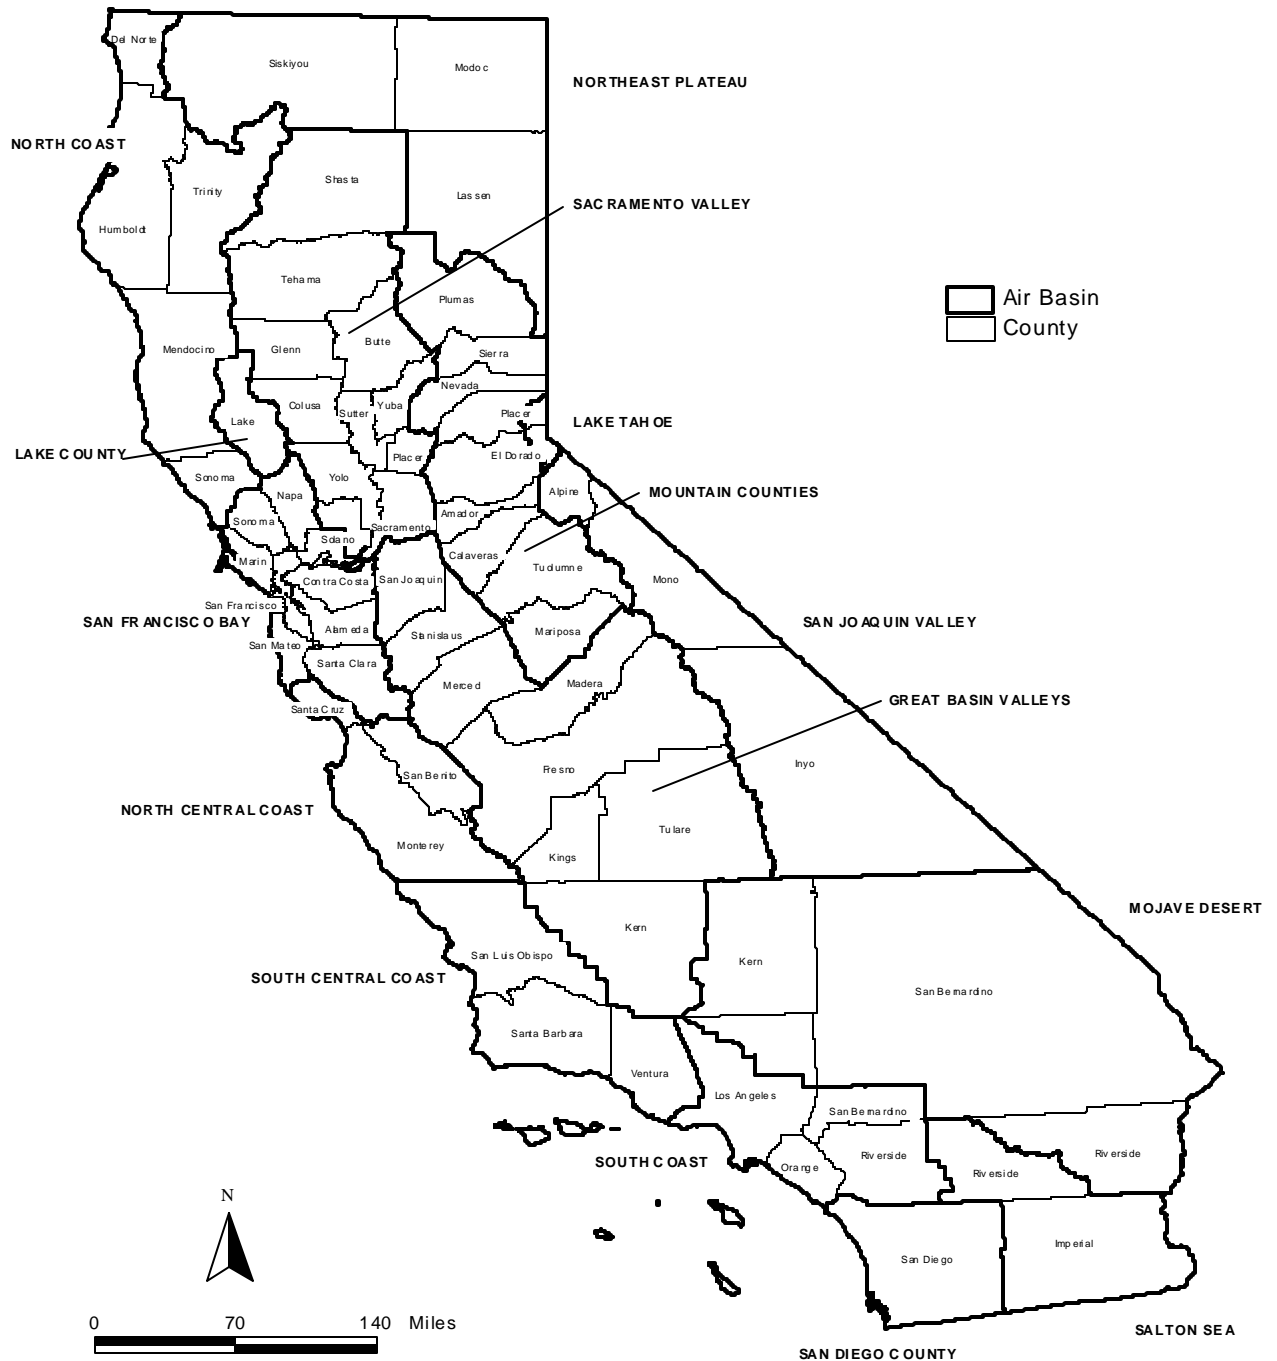 Del Norte
Siskiyou
Modoc
NORTHEAST PLATEAU
NORTH COAST
Trinity
Shasta
Lassen
SACRAMENTO VALLEY
Humboldt
Tehama
Plumas
Air Basin
County
Mendocino
Glenn
Butte
Sierra
Nevada
Colusa
Sutter
Yuba
Placer
Lake
LAKE TAHOE
LAKE COUNTY
Placer
El Dorado
Sonoma
Yolo
Napa
Alpine
MOUNTAIN COUNTIES
Amador
Sonoma
Sacramento
Solano
Calaveras
Marin
Tuolumne
Contra Costa
San Joaquin
Mono
San Francisco
SAN FRANCISCO BAY
Alameda
Stanislaus
Mariposa
SAN JOAQUIN VALLEY
San Mateo
Santa Clara
Merced
Madera
GREAT BASIN VALLEYS
Santa Cruz
San Benito
Fresno
Inyo
NORTH CENTRAL COAST
Tulare
Monterey
Kings
MOJAVE DESERT
Kern
San Luis Obispo
Kern
SOUTH CENTRAL COAST
San Bernardino
Santa Barbara
Ventura
Los Angeles
San Bernardino
SOUTH COAST
Orange
Riverside
Riverside
Riverside
N
San Diego
Imperial
0 70 140 Miles
SALTON SEA
SAN DIEGO COUNTY